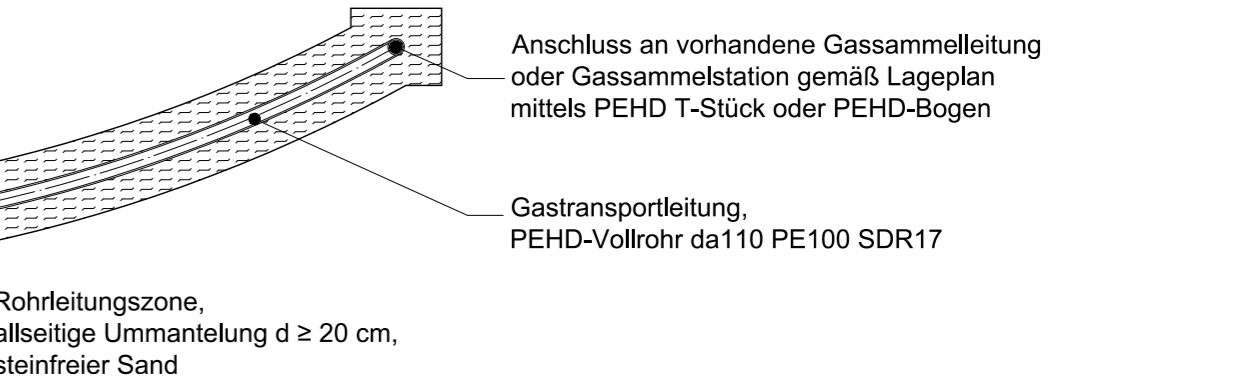 Anschluss an vorhandene Gassammelleitung
oder Gassammelstation gemäß Lageplan
mittels PEHD T-Stück oder PEHD-Bogen
Gastransportleitung,
PEHD-Vollrohr da110 PE100 SDR17
Rohrleitungszone,
allseitige Ummantelung d ≥ 20 cm,
steinfreier Sand